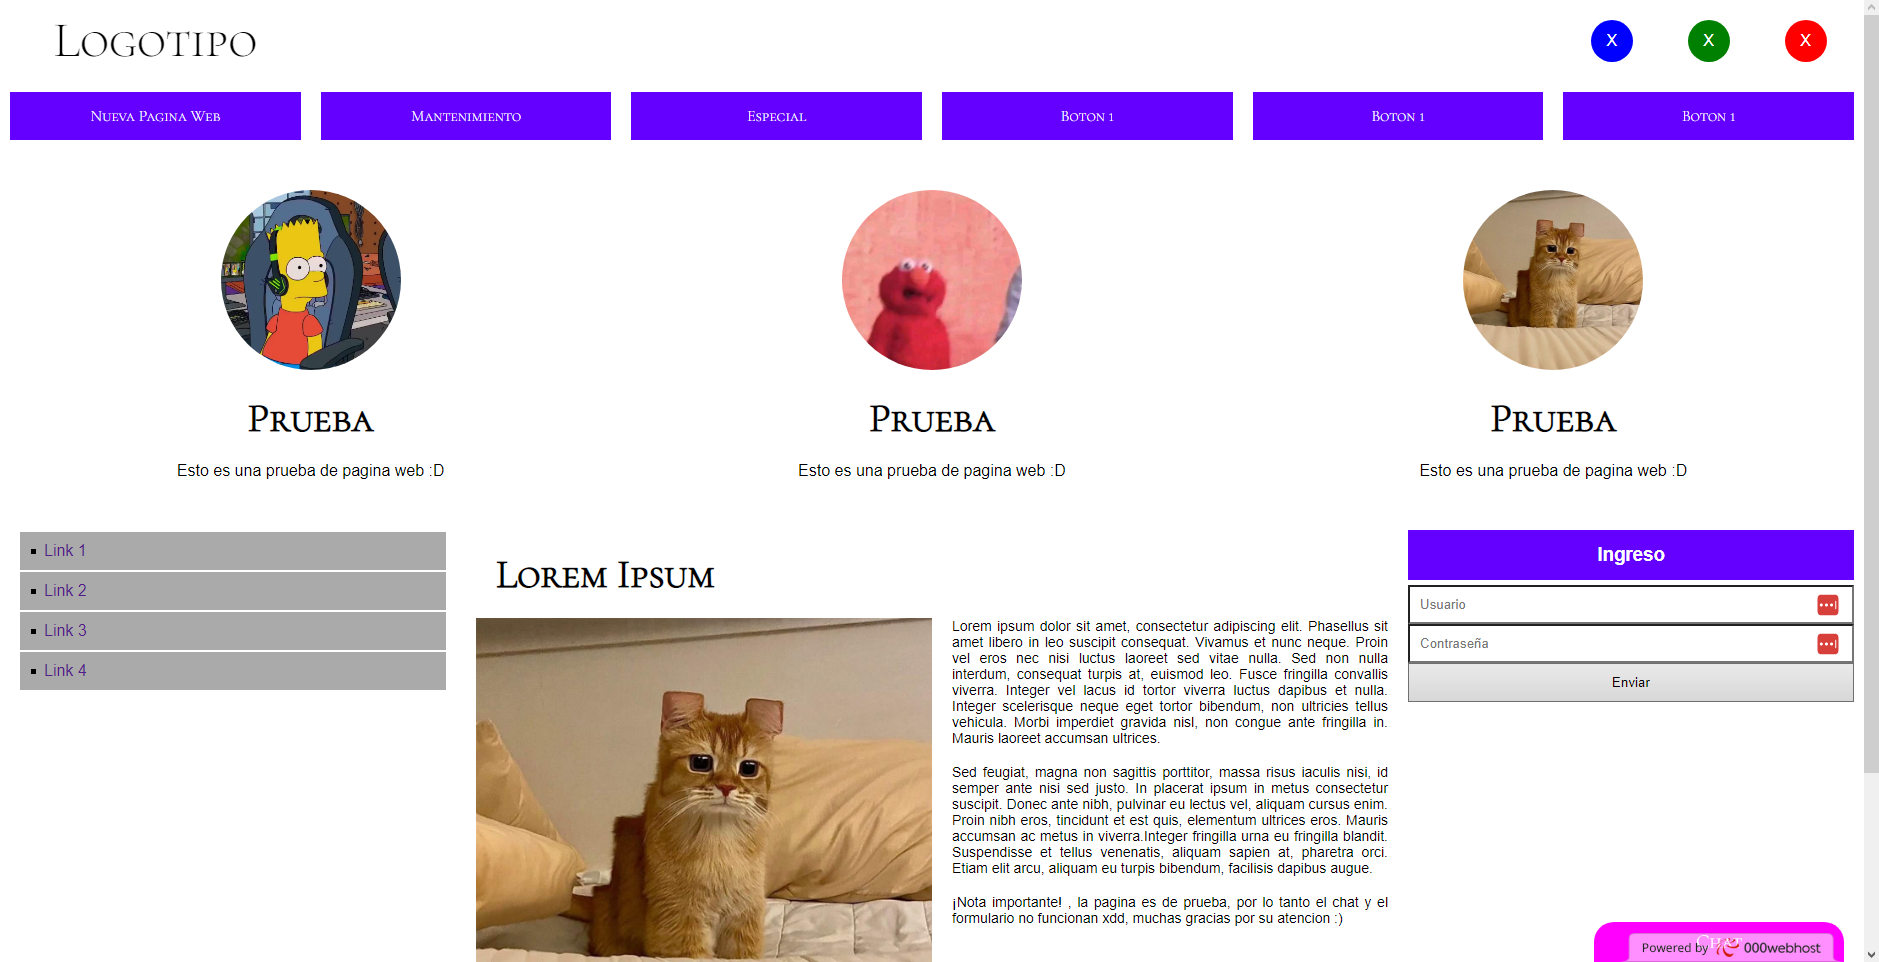 Logotipo
X X X
Nueva Pagina Web
Mantenimiento
Especial
Boton 1
Boton 1
Boton 1
Prueba
Esto es una prueba de pagina web :D
Prueba
Esto es una prueba de pagina web :D
Prueba
Esto es una prueba de pagina web :D
Link 1
Link 2
Link 3
Link 4
Lorem Ipsum
Lorem ipsum dolor sit amet, consectetur adipiscing elit. Phasellus sit
amet libero in leo suscipit consequat. Vivamus et nunc neque. Proin
vel eros nec nisi luctus laoreet sed vitae nulla. Sed non nulla
interdum, consequat turpis at, euismod leo. Fusce fringilla convallis
viverra. Integer vel lacus id tortor viverra luctus dapibus et nulla.
Integer scelerisque neque eget tortor bibendum, non ultricies tellus
vehicula. Morbi imperdiet gravida nisl, non congue ante fringilla in.
Mauris laoreet accumsan ultrices.
Sed feugiat, magna non sagittis porttitor, massa risus iaculis nisi, id
semper ante nisi sed justo. In placerat ipsum in metus consectetur
suscipit. Donec ante nibh, pulvinar eu lectus vel, aliquam cursus enim.
Proin nibh eros, tincidunt et est quis, elementum ultrices eros. Mauris
accumsan ac metus in viverra.Integer fringilla urna eu fringilla blandit.
Suspendisse et tellus venenatis, aliquam sapien at, pharetra orci.
Etiam elit arcu, aliquam eu turpis bibendum, facilisis dapibus augue.
¡Nota importante! , la pagina es de prueba, por lo tanto el chat y el
formulario no funcionan xdd, muchas gracias por su atencion :)
Ingreso
Usuario
Contraseña
Enviar
Chat
Powered by 000webhost